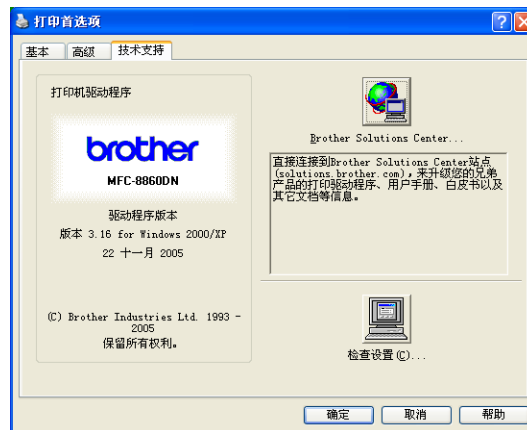 打印首选项
基本 高级 技术支持
打印机驱动程序
brother
MFC-8860DN
驱动程序版本
版本 3.16 for Windows 2000/XP
22 十一月 2005
(C) Brother Industries Ltd. 1993 -
2005
保留所有权利。
Brother Solutions Center...
直接连接到Brother Solutions Center站点
(solutions.brother.com)，来升级您的兄弟
产品的打印驱动程序、用户手册、白皮书以及
其它文档等信息。
检查设置(C)...
确定 取消 帮助